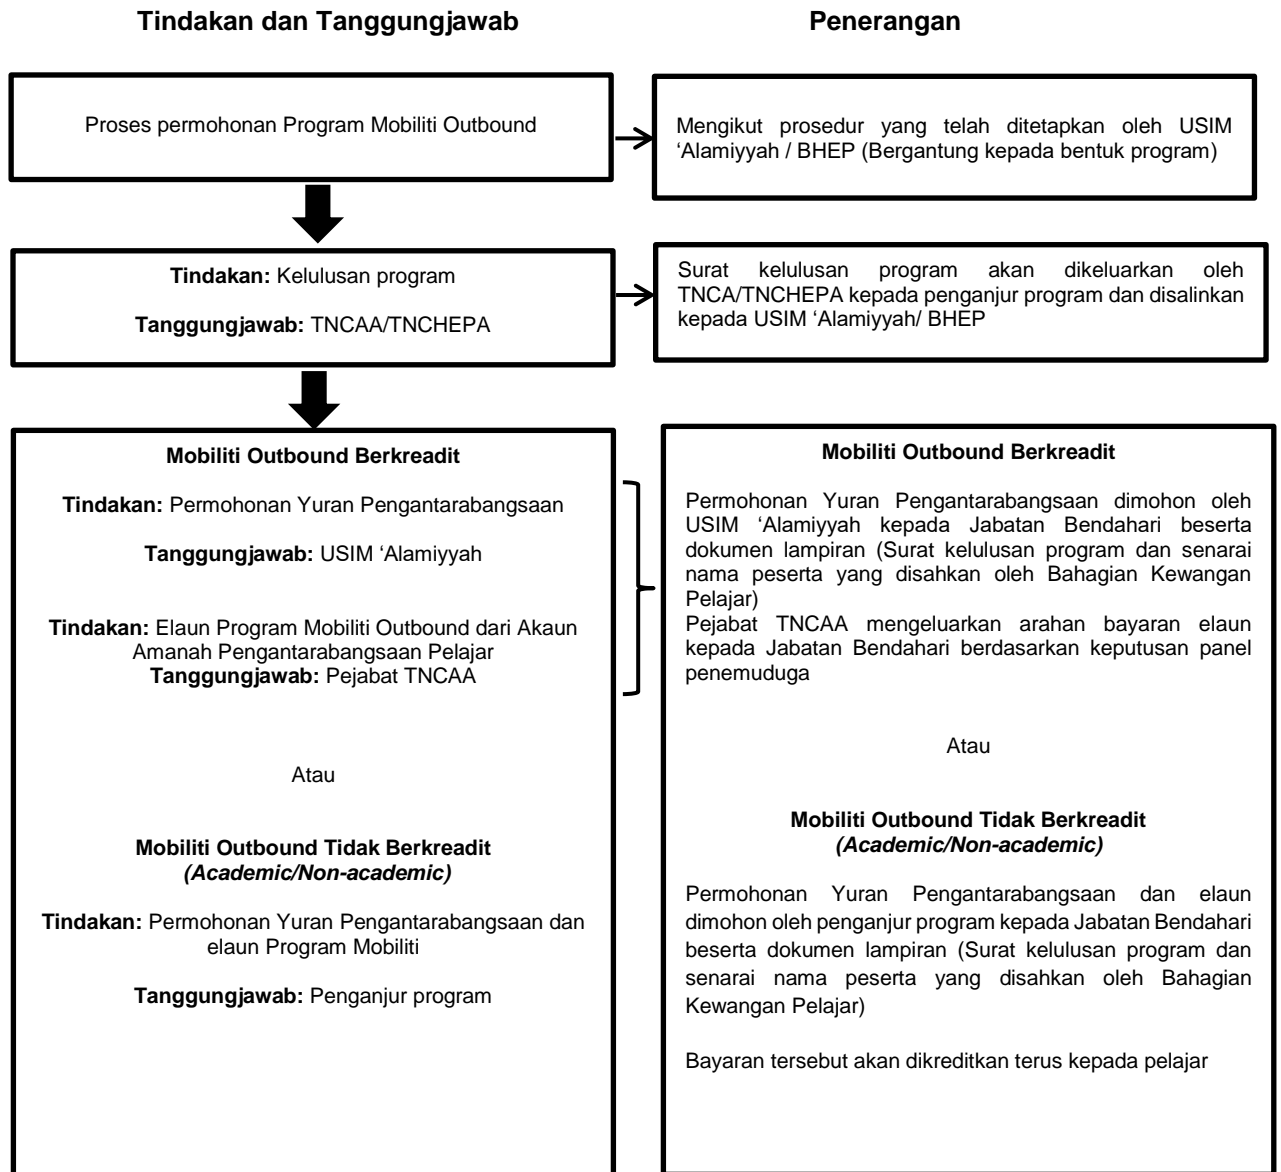 Tindakan dan Tanggungjawab
Penerangan
Proses permohonan Program Mobiliti Outbound
Mengikut prosedur yang telah ditetapkan oleh USIM
‘Alamiyyah / BHEP (Bergantung kepada bentuk program)
Tindakan: Kelulusan program
Tanggungjawab: TNCAA/TNCHEPA
Surat kelulusan program akan dikeluarkan oleh
TNCA/TNCHEPA kepada penganjur program dan disalinkan
kepada USIM ‘Alamiyyah/ BHEP
Mobiliti Outbound Berkreadit
Tindakan: Permohonan Yuran Pengantarabangsaan
Tanggungjawab: USIM ‘Alamiyyah
Tindakan: Elaun Program Mobiliti Outbound dari Akaun
Amanah Pengantarabangsaan Pelajar
Tanggungjawab: Pejabat TNCAA
Atau
Mobiliti Outbound Tidak Berkreadit
(Academic/Non-academic)
Tindakan: Permohonan Yuran Pengantarabangsaan dan
elaun Program Mobiliti
Tanggungjawab: Penganjur program
Mobiliti Outbound Berkreadit
Permohonan Yuran Pengantarabangsaan dimohon oleh
USIM ‘Alamiyyah kepada Jabatan Bendahari beserta
dokumen lampiran (Surat kelulusan program dan senarai
nama peserta yang disahkan oleh Bahagian Kewangan
Pelajar)
Pejabat TNCAA mengeluarkan arahan bayaran elaun
kepada Jabatan Bendahari berdasarkan keputusan panel
penemuduga
Atau
Mobiliti Outbound Tidak Berkreadit
(Academic/Non-academic)
Permohonan Yuran Pengantarabangsaan dan elaun
dimohon oleh penganjur program kepada Jabatan Bendahari
beserta dokumen lampiran (Surat kelulusan program dan
senarai nama peserta yang disahkan oleh Bahagian
Kewangan Pelajar)
Bayaran tersebut akan dikreditkan terus kepada pelajar